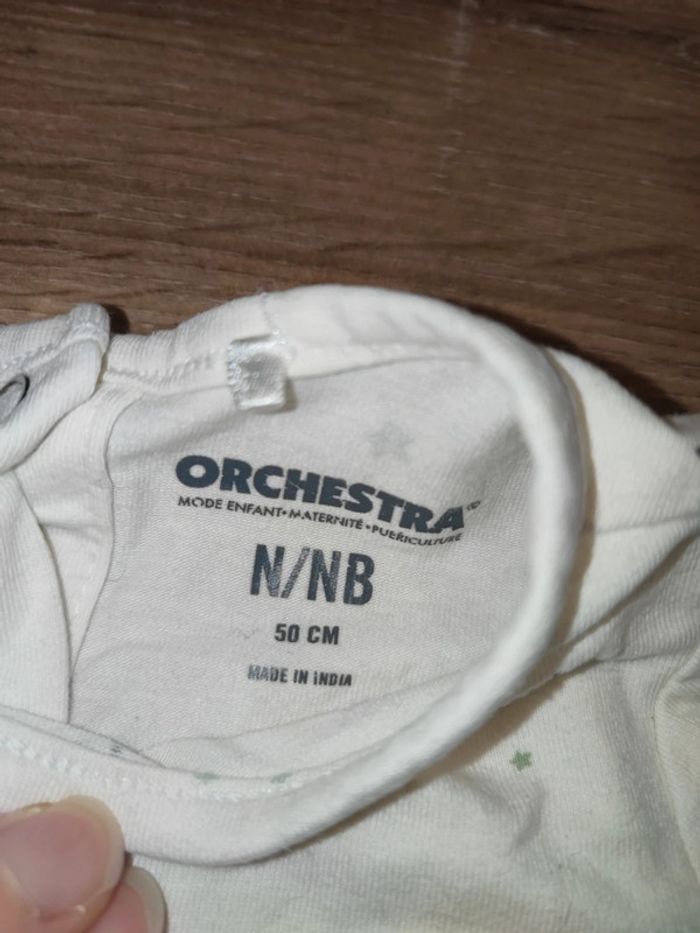 ORCHESTRA®
MODE ENFANT•MATERNITÉ•PUÉRICULTURE
N/NB
50 CM
MADE IN INDIA